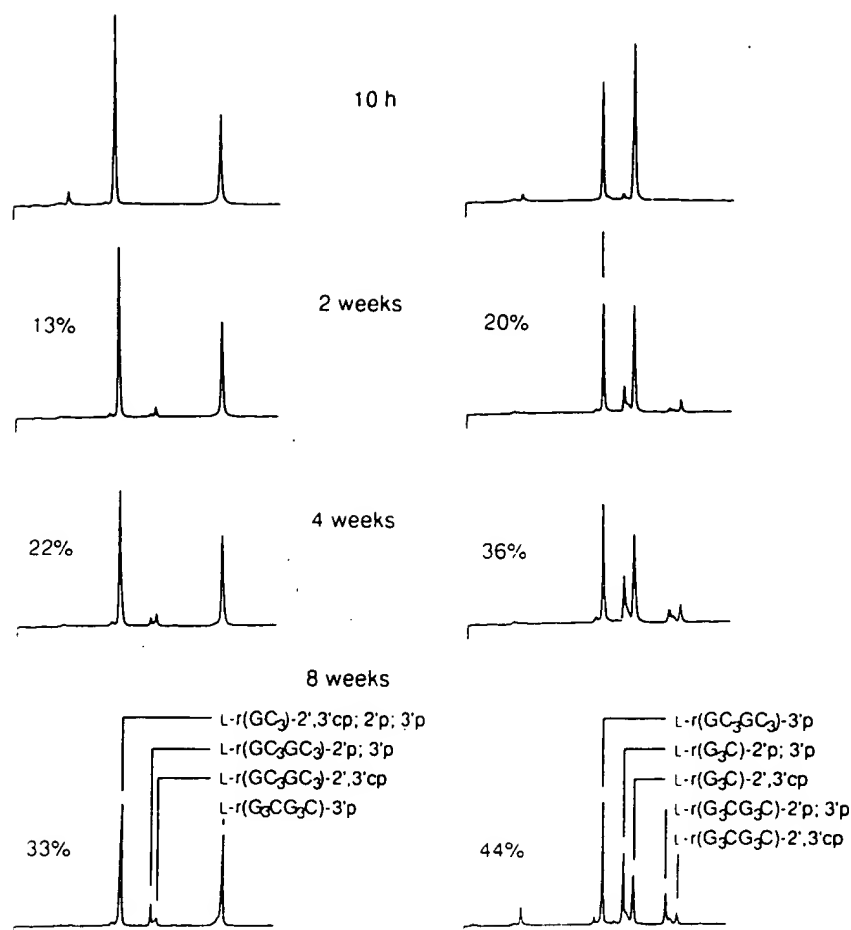 10 h
2 weeks
13%
20%
4 weeks
22%
36%
8 weeks
L-r(GC₃)-2',3'cp; 2'p; 3'p
L-r(GC₃GC₃)-2'p; 3'p
L-r(GC₃GC₃)-2',3'cp
L-r(G₃CG₃C)-3'p
33%
L-r(GC₃GC₃)-3'p
L-r(G₃C)-2'p; 3'p
L-r(G₃C)-2',3'cp
L-r(G₃CG₃C)-2'p; 3'p
L-r(G₃CG₃C)-2',3'cp
44%